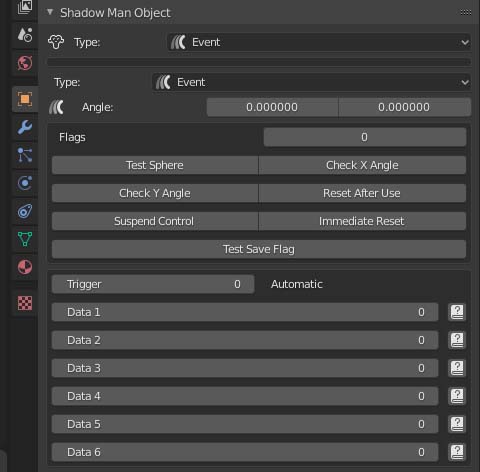 Shadow Man Object
Type: Event
Type: Event
Angle: 0.000000 0.000000
Flags 0
Test Sphere Check X Angle
Check Y Angle Reset After Use
Suspend Control Immediate Reset
Test Save Flag
Trigger 0 Automatic
Data 1 0
Data 2 0
Data 3 0
Data 4 0
Data 5 0
Data 6 0